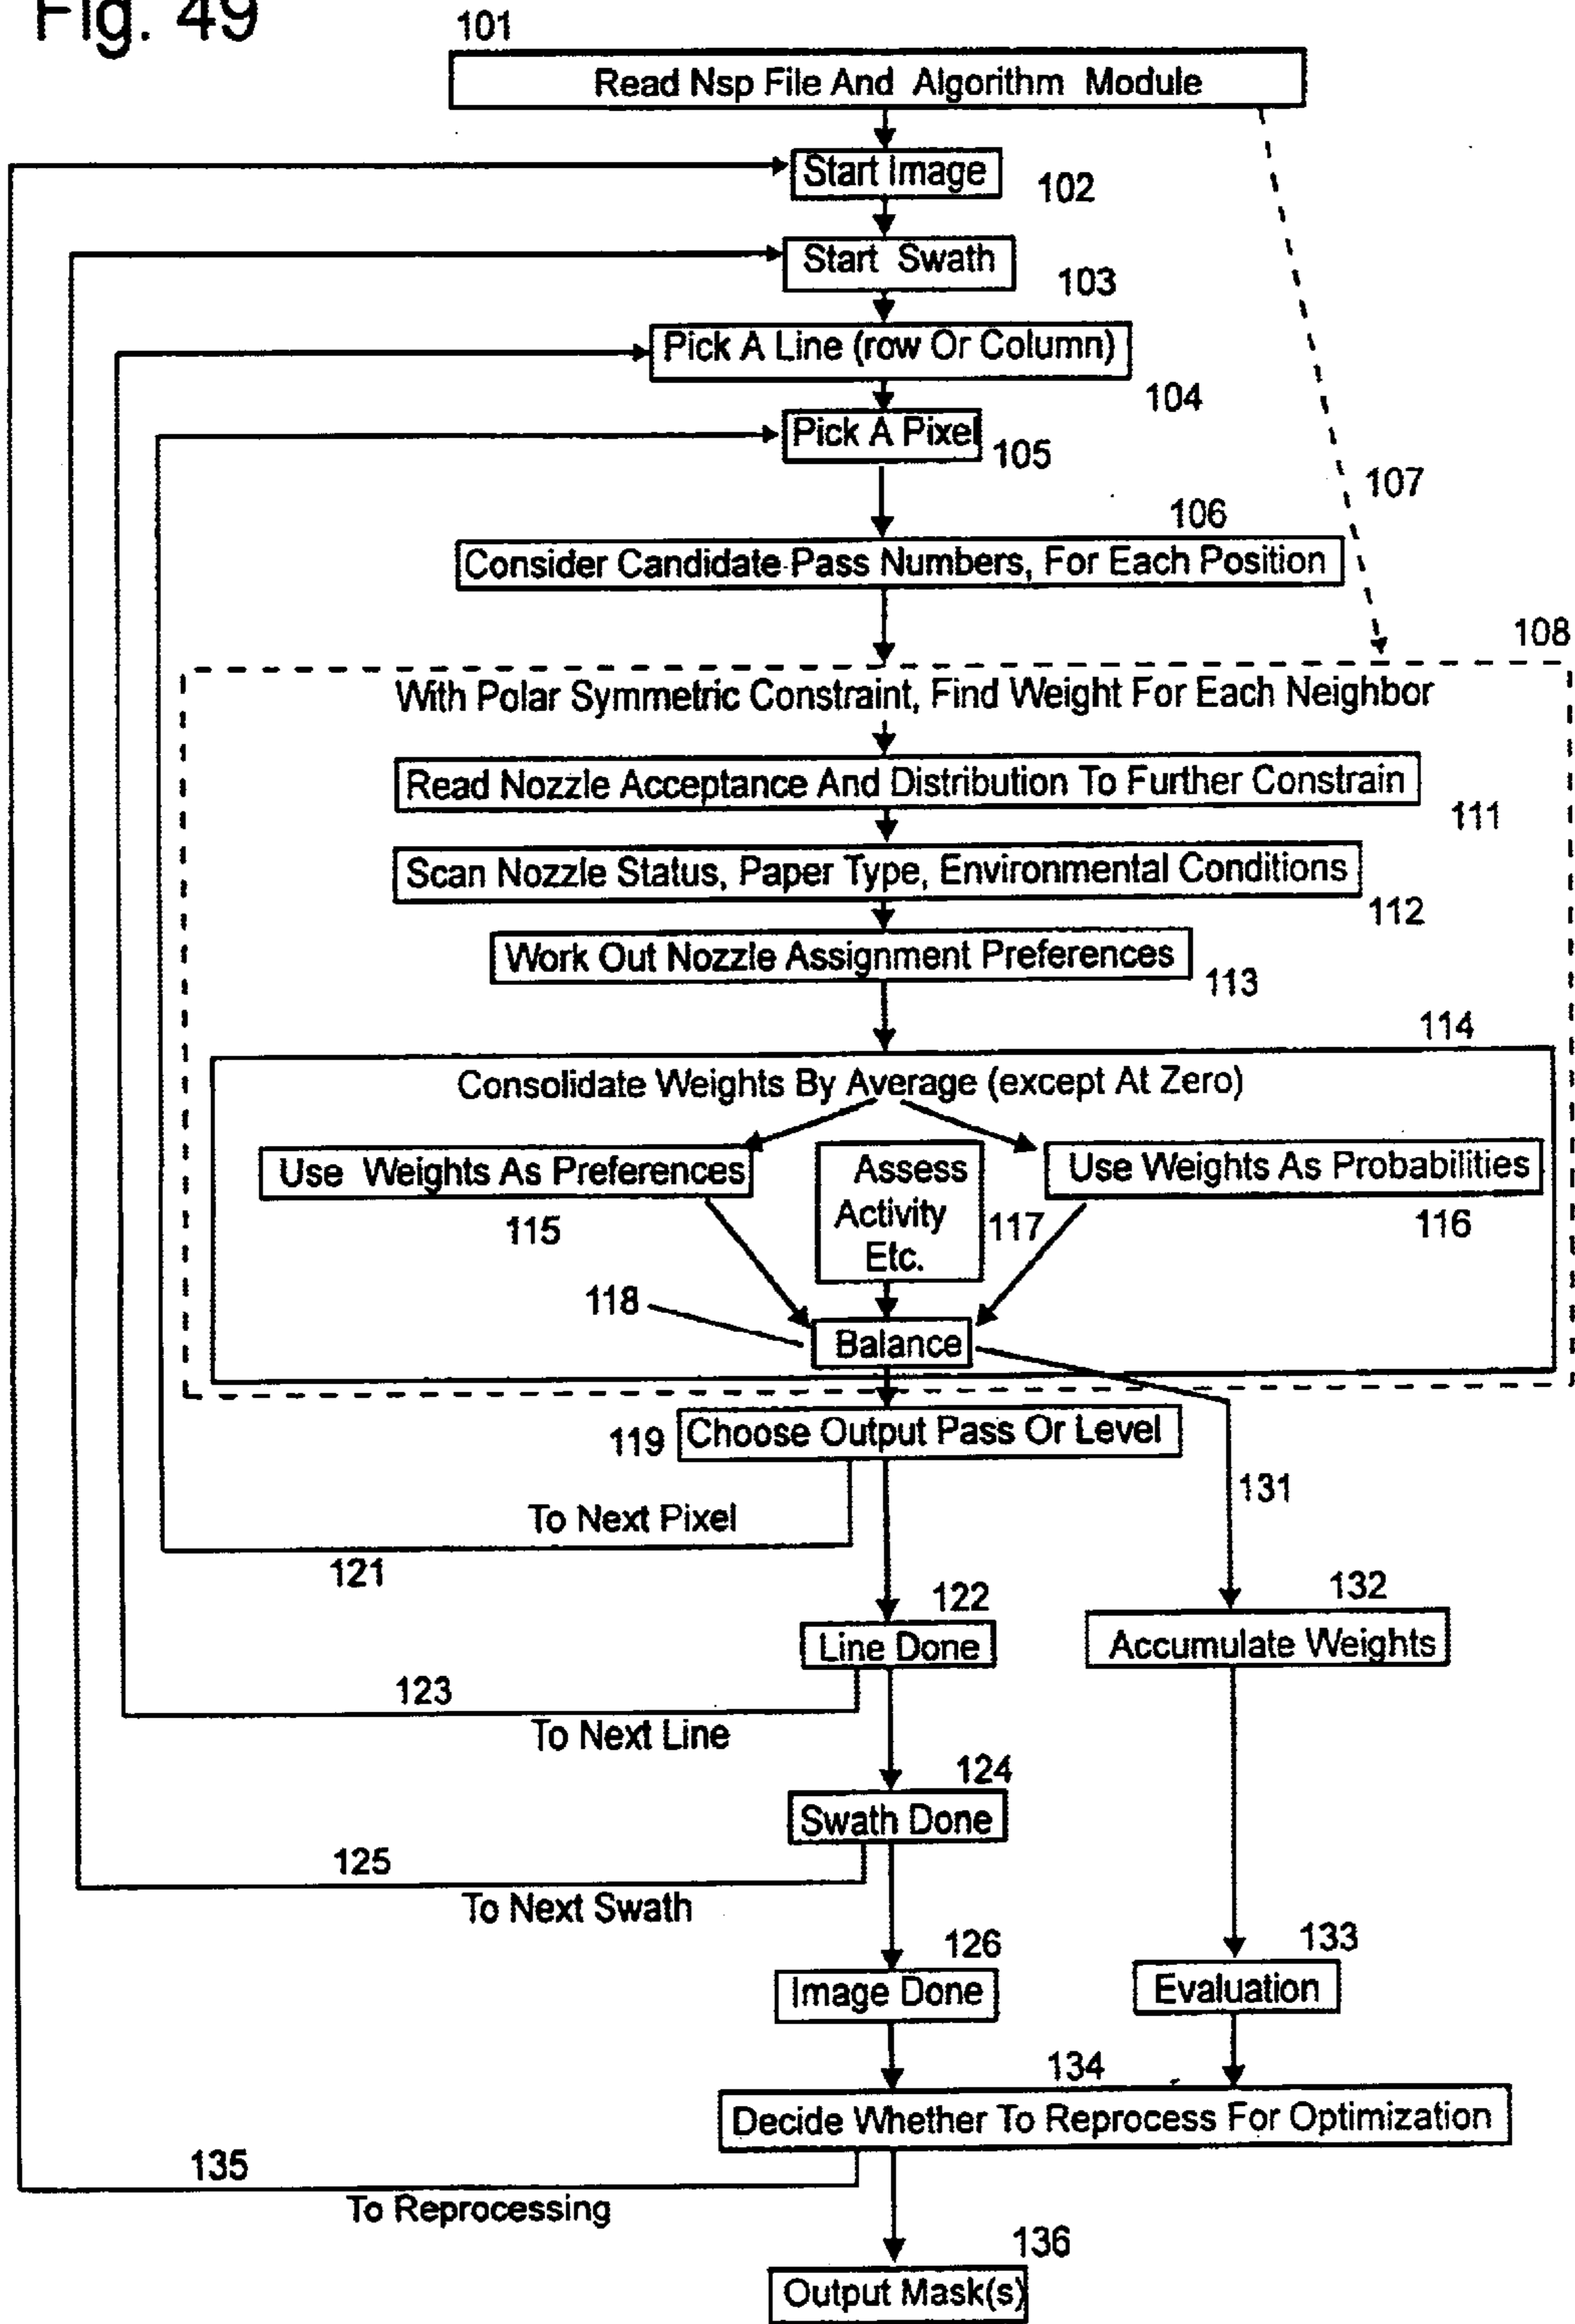 Fig. 49
101
Read Nsp File And Algorithm Module
Start Image
102
Start Swath
103
Pick A Line (row Or Column)
104
Pick A Pixel
105
107
106
Consider Candidate Pass Numbers, For Each Position
108
With Polar Symmetric Constraint, Find Weight For Each Neighbor
Read Nozzle Acceptance And Distribution To Further Constrain
111
Scan Nozzle Status, Paper Type, Environmental Conditions
112
Work Out Nozzle Assignment Preferences
113
114
Consolidate Weights By Average (except At Zero)
Use Weights As Preferences
115
Assess
Activity
Etc.
117
Use Weights As Probabilities
116
118
Balance
119
Choose Output Pass Or Level
131
To Next Pixel
121
122
Line Done
132
Accumulate Weights
123
To Next Line
124
Swath Done
125
To Next Swath
126
Image Done
133
Evaluation
134
Decide Whether To Reprocess For Optimization
135
To Reprocessing
136
Output Mask(s)